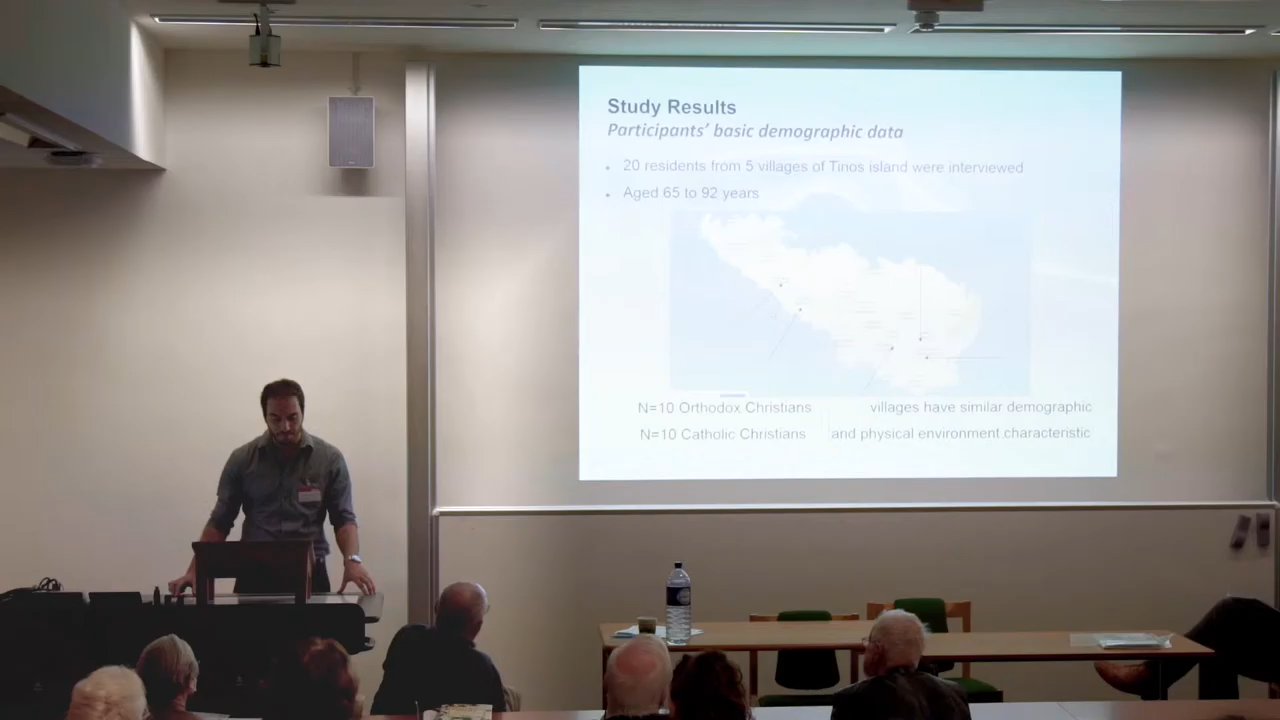 Study Results
Participants’ basic demographic data
• 20 residents from 5 villages of Tinos island were interviewed
• Aged 65 to 92 years
N=10 Orthodox Christians villages have similar demographic
N=10 Catholic Christians and physical environment characteristic